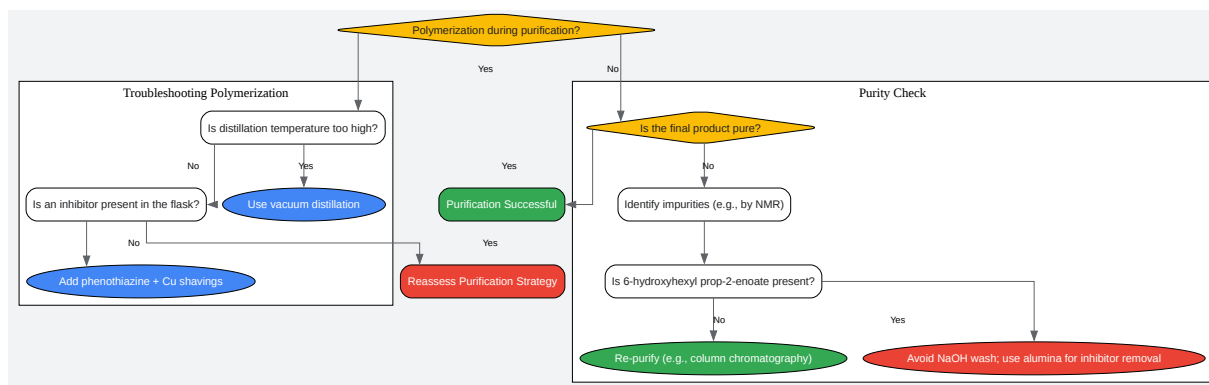 Polymerization during purification?
Yes
No
Troubleshooting Polymerization
Purity Check
Is distillation temperature too high?
Is the final product pure?
No
Yes
Yes
No
Is an inhibitor present in the flask?
Use vacuum distillation
Purification Successful
Identify impurities (e.g., by NMR)
No
Yes
Add phenothiazine + Cu shavings
Reassess Purification Strategy
Is 6-hydroxyhexyl prop-2-enoate present?
No
Yes
Re-purify (e.g., column chromatography)
Avoid NaOH wash; use alumina for inhibitor removal